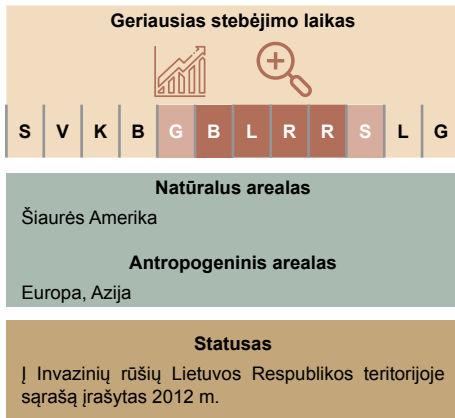 Geriausias stebėjimo laikas
S V K B G B L R R S L G
Natūralus arealas
Šiaurės Amerika
Antropogeninis arealas
Europa, Azija
Statusas
Į Invazinių rūšių Lietuvos Respublikos teritorijoje
sąrašą įrašytas 2012 m.